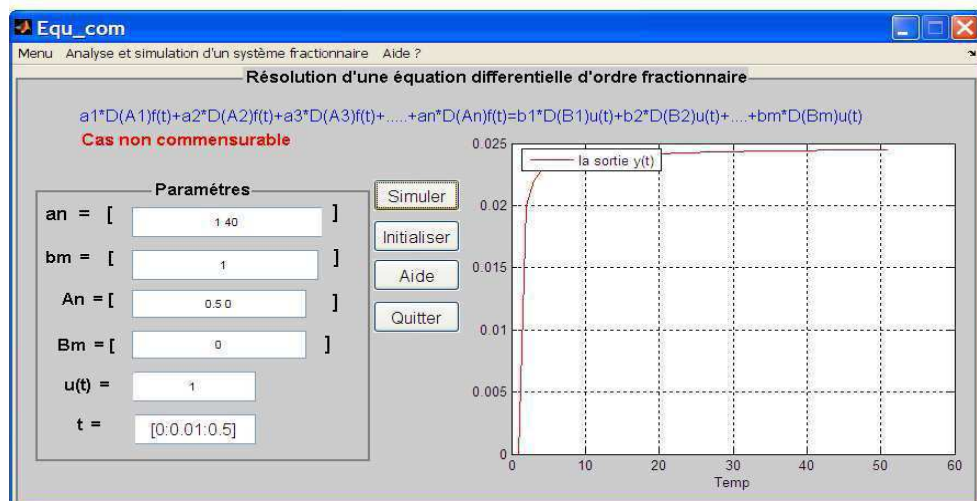 Equ_com
Menu Analyse et simulation d'un système fractionnaire Aide ?
Résolution d'une équation differentielle d'ordre fractionnaire
a1*D(A1)f(t)+a2*D(A2)f(t)+a3*D(A3)f(t)+.....+an*D(An)f(t)=b1*D(B1)u(t)+b2*D(B2)u(t)+....+bm*D(Bm)u(t)
Cas non commensurable
Paramétres
an = [ 1 40 ]
bm = [ 1 ]
An = [ 0.5 0 ]
Bm = [ 0 ]
u(t) = 1
t = [0:0.01:0.5]
Simuler
Initialiser
Aide
Quitter
la sortie y(t)
0.025
0.02
0.015
0.01
0.005
0
0 10 20 30 40 50 60
Temp